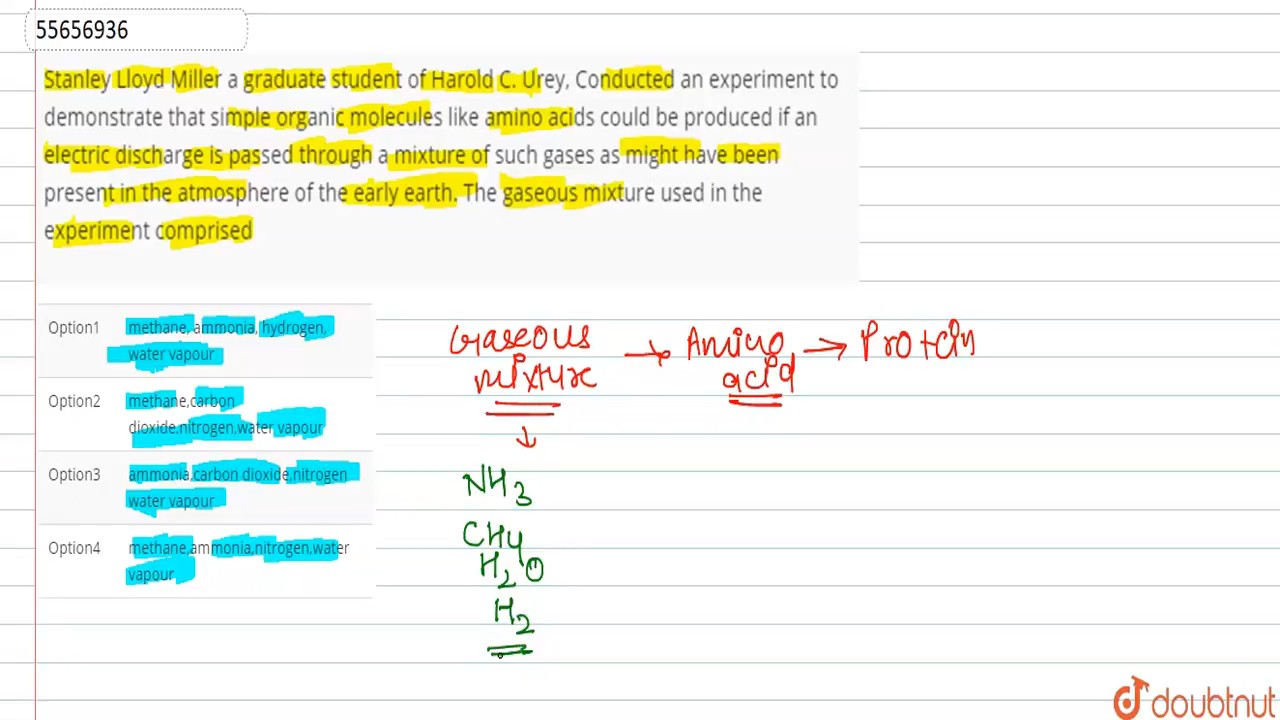 55656936
Stanley Lloyd Miller a graduate student of Harold C. Urey, Conducted an experiment to
demonstrate that simple organic molecules like amino acids could be produced if an
electric discharge is passed through a mixture of such gases as might have been
present in the atmosphere of the early earth. The gaseous mixture used in the
experiment comprised
Option1 methane, ammonia, hydrogen,
water vapour
Option2 methane,carbon
dioxide.nitrogen,water vapour
Option3 ammonia,carbon dioxide,nitrogen
water vapour
Option4 methane,ammonia,nitrogen,water
vapour
Gaseous → Amino → Protein
mixture acid
↓
NH3
CH4
H2O
H2
doubtnut